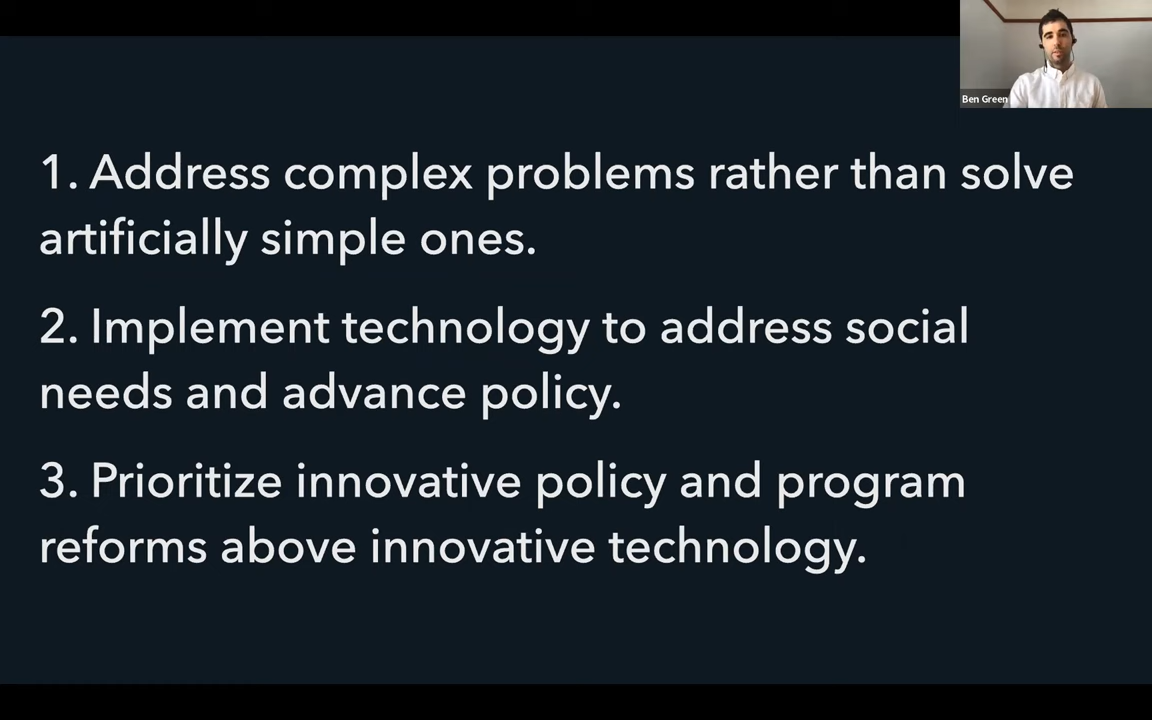 Ben Green
1. Address complex problems rather than solve
artificially simple ones.
2. Implement technology to address social
needs and advance policy.
3. Prioritize innovative policy and program
reforms above innovative technology.